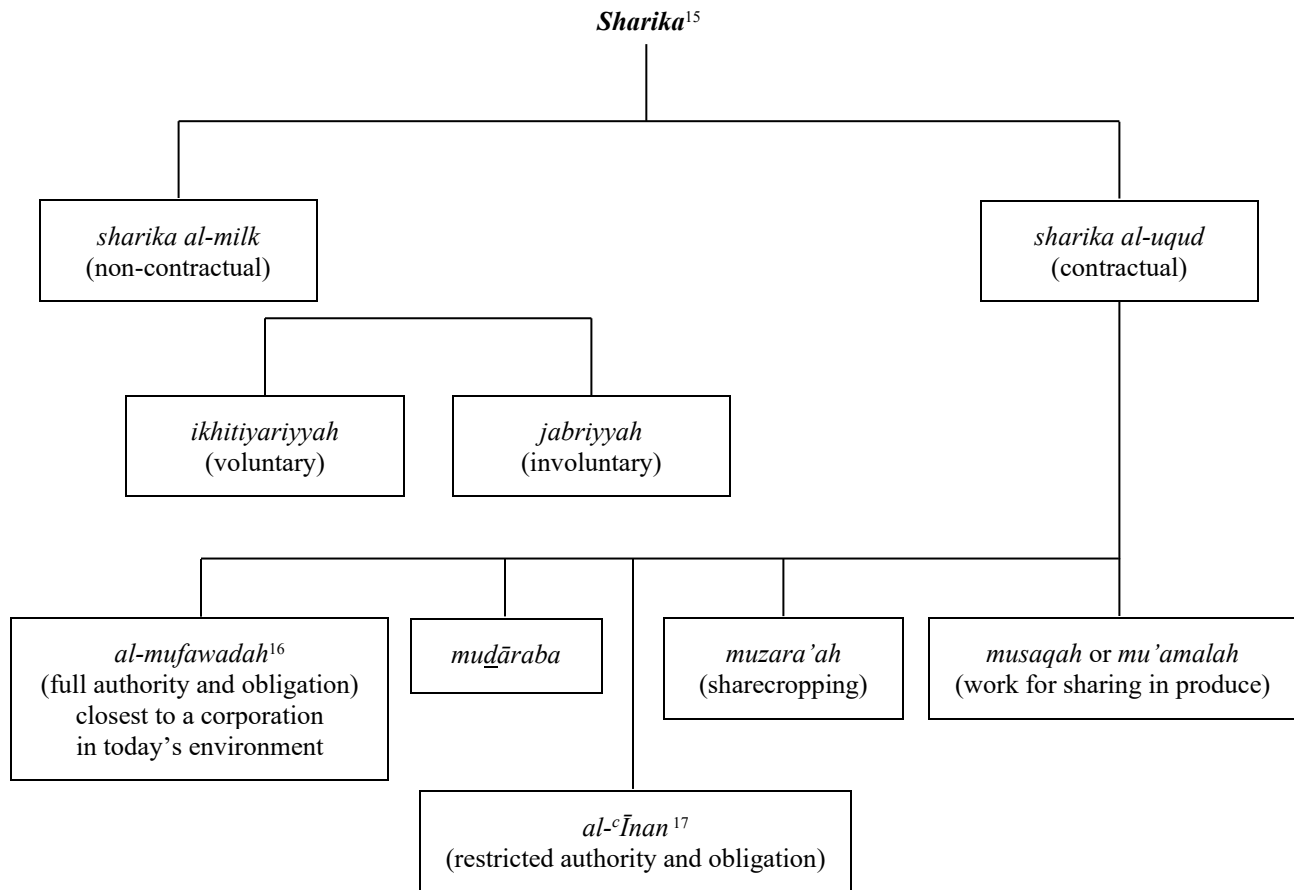 Sharika¹⁵
sharika al-milk
(non-contractual)
sharika al-uqud
(contractual)
ikhitiyariyyah
(voluntary)
jabriyyah
(involuntary)
al-mufawadah¹⁶
(full authority and obligation)
closest to a corporation
in today’s environment
muḏāraba
muzara’ah
(sharecropping)
musaqah or mu’amalah
(work for sharing in produce)
al-ᶜĪnan ¹⁷
(restricted authority and obligation)